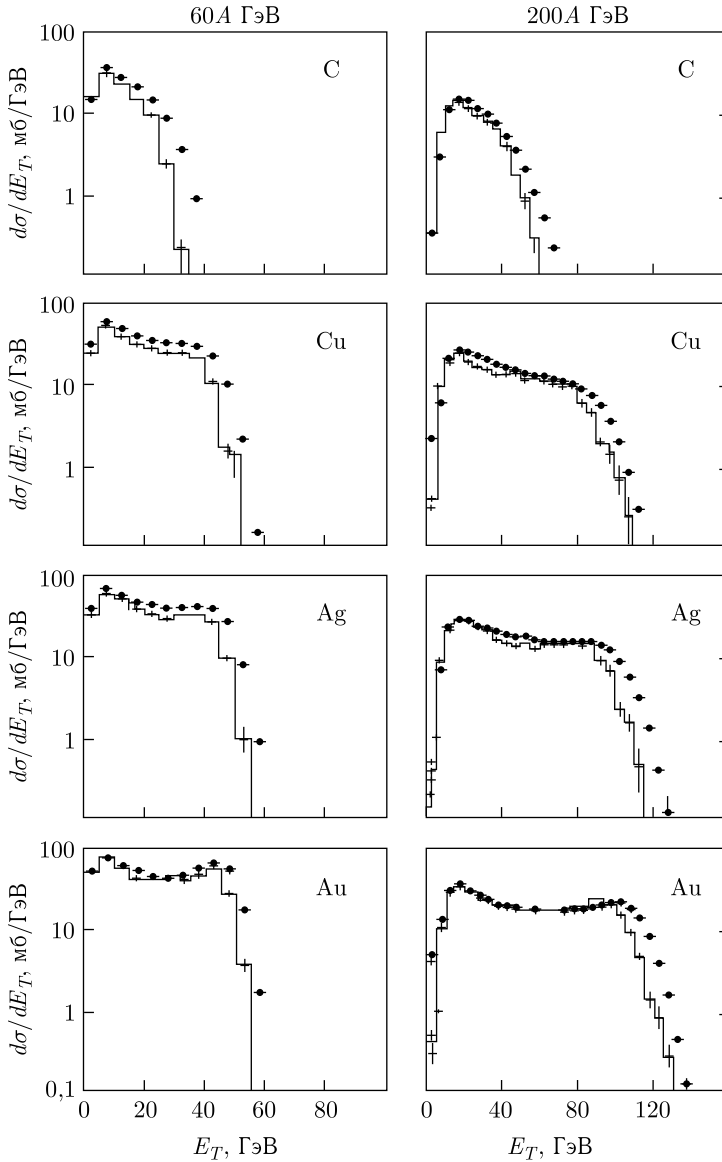 60A ГэВ
200A ГэВ
100
10
1
dσ/dE_T, мб/ГэВ
C
C
100
10
1
dσ/dE_T, мб/ГэВ
Cu
Cu
100
10
1
dσ/dE_T, мб/ГэВ
Ag
Ag
100
10
1
0,1
dσ/dE_T, мб/ГэВ
Au
Au
0 20 40 60 80
0 40 80 120
E_T, ГэВ
E_T, ГэВ